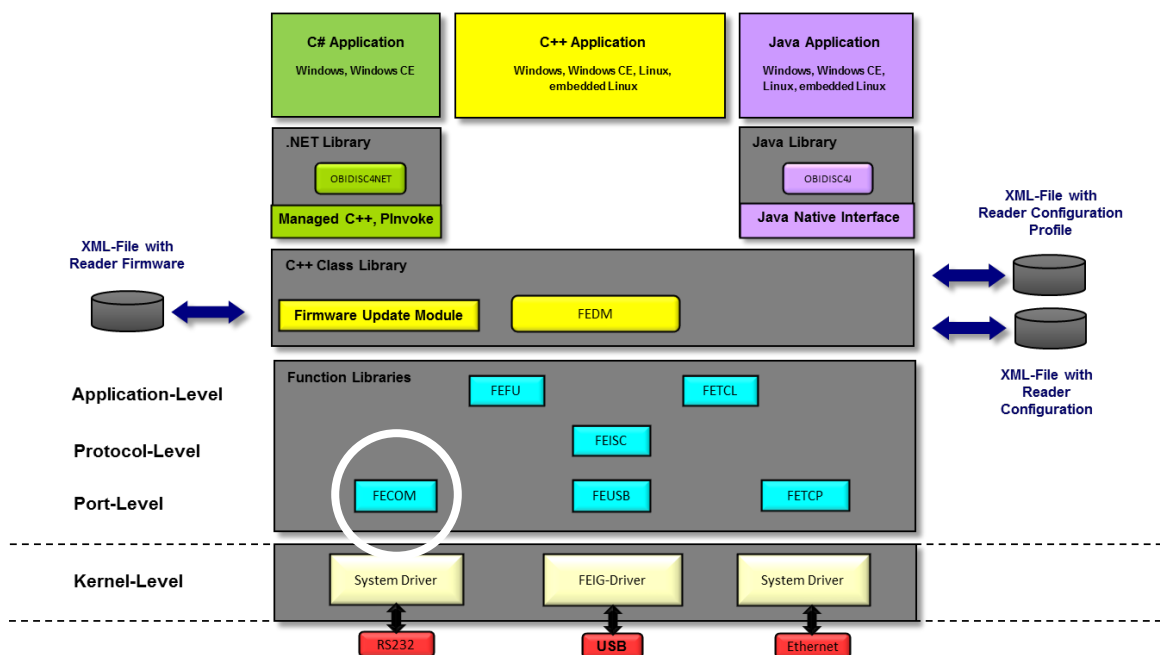 C# Application
Windows, Windows CE
C++ Application
Windows, Windows CE, Linux,
embedded Linux
Java Application
Windows, Windows CE,
Linux, embedded Linux
.NET Library
OBIDISC4NET
Managed C++, PInvoke
Java Library
OBIDISC4J
Java Native Interface
XML-File with
Reader Firmware
C++ Class Library
Firmware Update Module
FEDM
XML-File with
Reader Configuration
Profile
XML-File with
Reader
Configuration
Function Libraries
Application-Level
FEFU
FETCL
Protocol-Level
FEISC
Port-Level
FECOM
FEUSB
FETCP
Kernel-Level
System Driver
FEIG-Driver
System Driver
RS232
USB
Ethernet